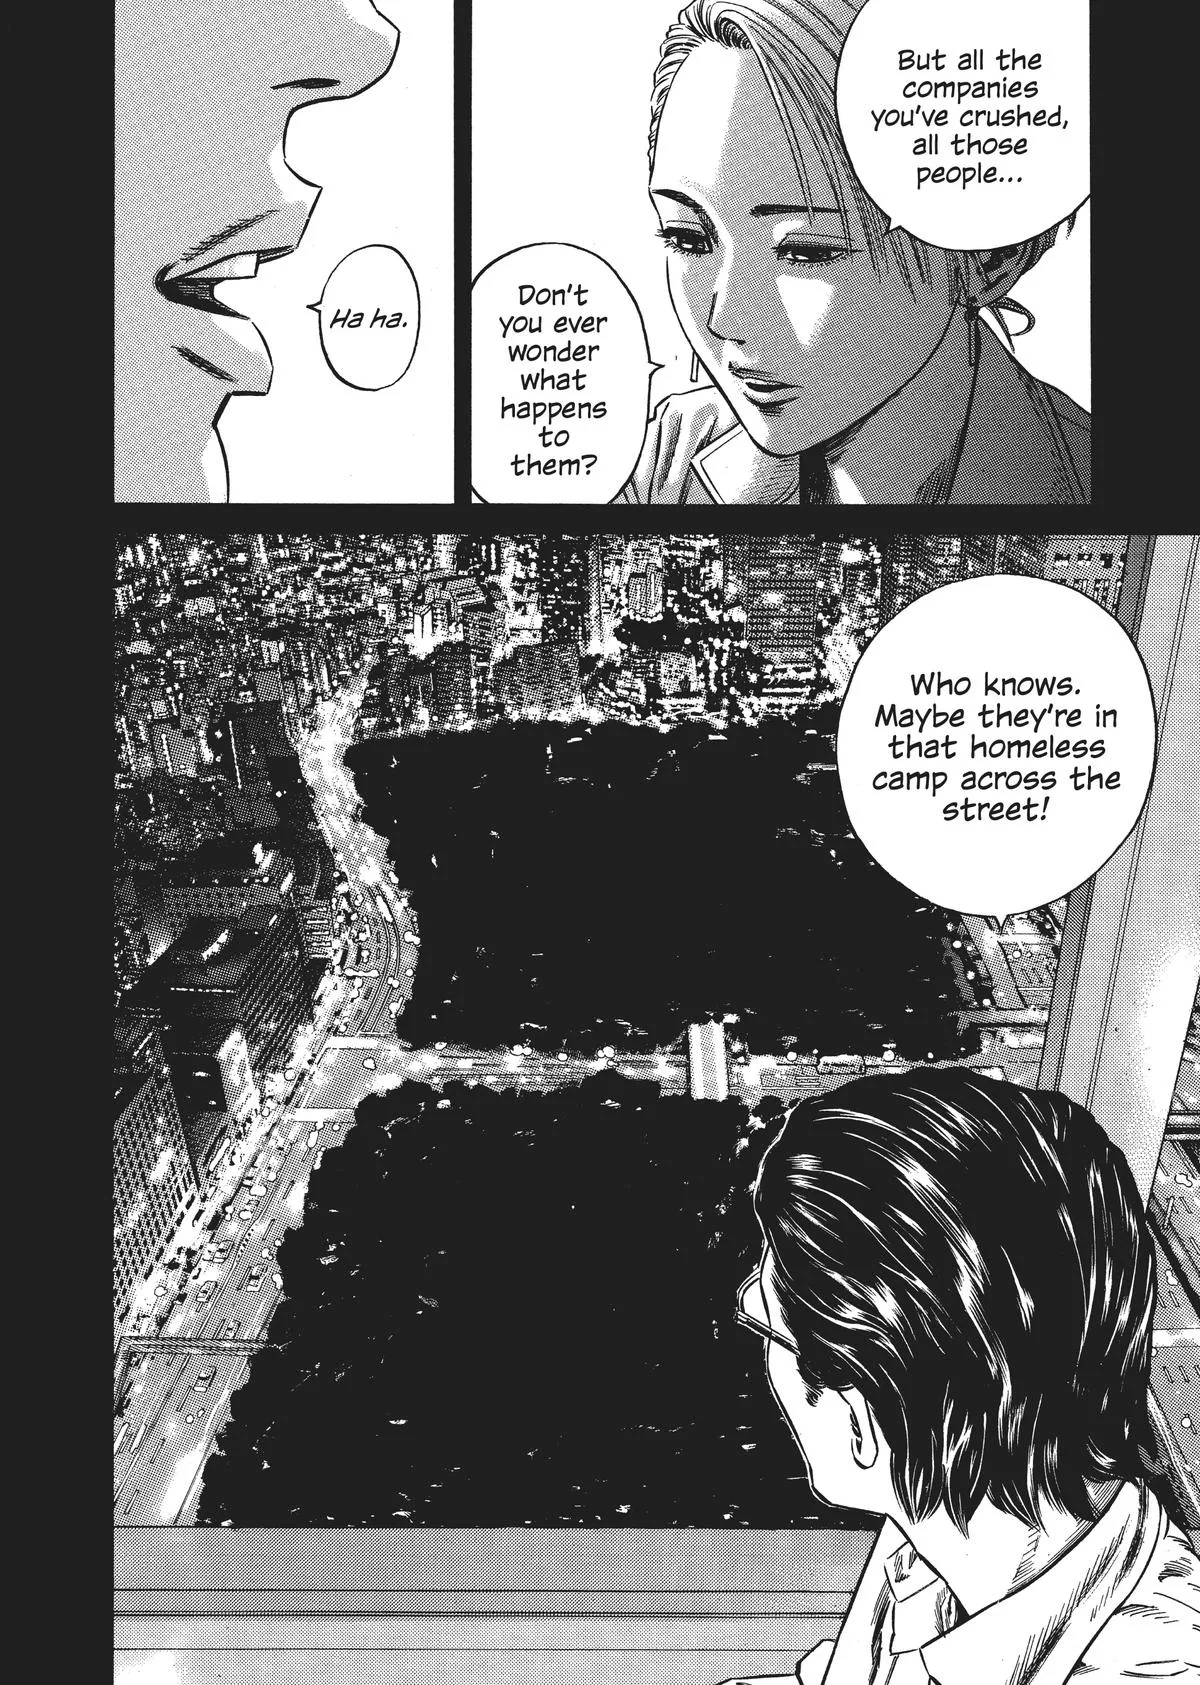 But all the
companies
you've crushed,
all those
people...
Don't
you ever
wonder
what
happens
to
them?
Ha ha.
Who knows.
Maybe they're in
that homeless
camp across the
street!